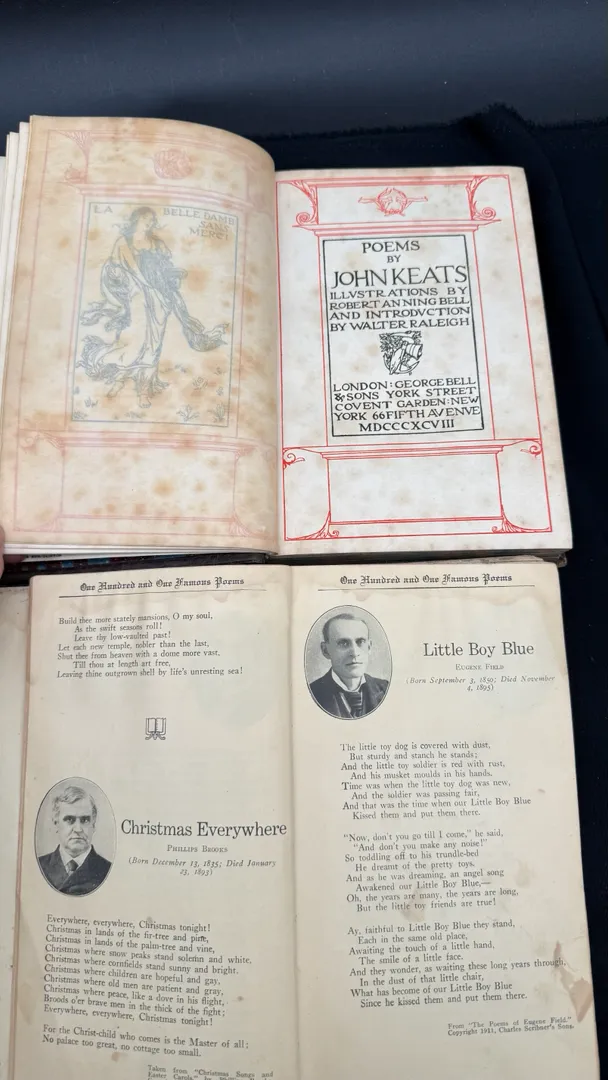 LA BELLE DAME
SANS
MERCI
POEMS
BY
JOHN KEATS
ILLVSTRATIONS BY
ROBERT ANNING BELL
AND INTRODVCTION
BY WALTER RALEIGH
LONDON: GEORGE BELL
& SONS YORK STREET
COVENT GARDEN: NEW
YORK 66 FIFTH AVENVE
MDCCCXCVIII
One Hundred and One Famous Poems
Build thee more stately mansions, O my soul,
As the swift seasons roll!
Leave thy low-vaulted past!
Let each new temple, nobler than the last,
Shut thee from heaven with a dome more vast,
Till thou at length art free,
Leaving thine outgrown shell by life's unresting sea!
Christmas Everywhere
PHILLIPS BROOKS
(Born December 13, 1835; Died January
23, 1893)
Everywhere, everywhere, Christmas tonight!
Christmas in lands of the fir-tree and pine,
Christmas in lands of the palm-tree and vine,
Christmas where snow peaks stand solemn and white,
Christmas where cornfields stand sunny and bright.
Christmas where children are hopeful and gay,
Christmas where old men are patient and gray,
Christmas where peace, like a dove in his flight,
Broods o'er brave men in the thick of the fight;
Everywhere, everywhere, Christmas tonight!
For the Christ-child who comes is the Master of all;
No palace too great, no cottage too small.
Taken from "Christmas Songs and
Easter Carols,"
One Hundred and One Famous Poems
Little Boy Blue
EUGENE FIELD
(Born September 3, 1850; Died November
4, 1895)
The little toy dog is covered with dust,
But sturdy and stanch he stands;
And the little toy soldier is red with rust,
And his musket moulds in his hands.
Time was when the little toy dog was new,
And the soldier was passing fair,
And that was the time when our Little Boy Blue
Kissed them and put them there.
"Now, don't you go till I come," he said,
"And don't you make any noise!"
So toddling off to his trundle-bed
He dreamt of the pretty toys.
And as he was dreaming, an angel song
Awakened our Little Boy Blue,—
Oh, the years are many, the years are long,
But the little toy friends are true!
Ay, faithful to Little Boy Blue they stand,
Each in the same old place,
Awaiting the touch of a little hand,
The smile of a little face.
And they wonder, as waiting these long years through,
In the dust of that little chair,
What has become of our Little Boy Blue
Since he kissed them and put them there.
From "The Poems of Eugene Field."
Copyright 1911, Charles Scribner's Sons.